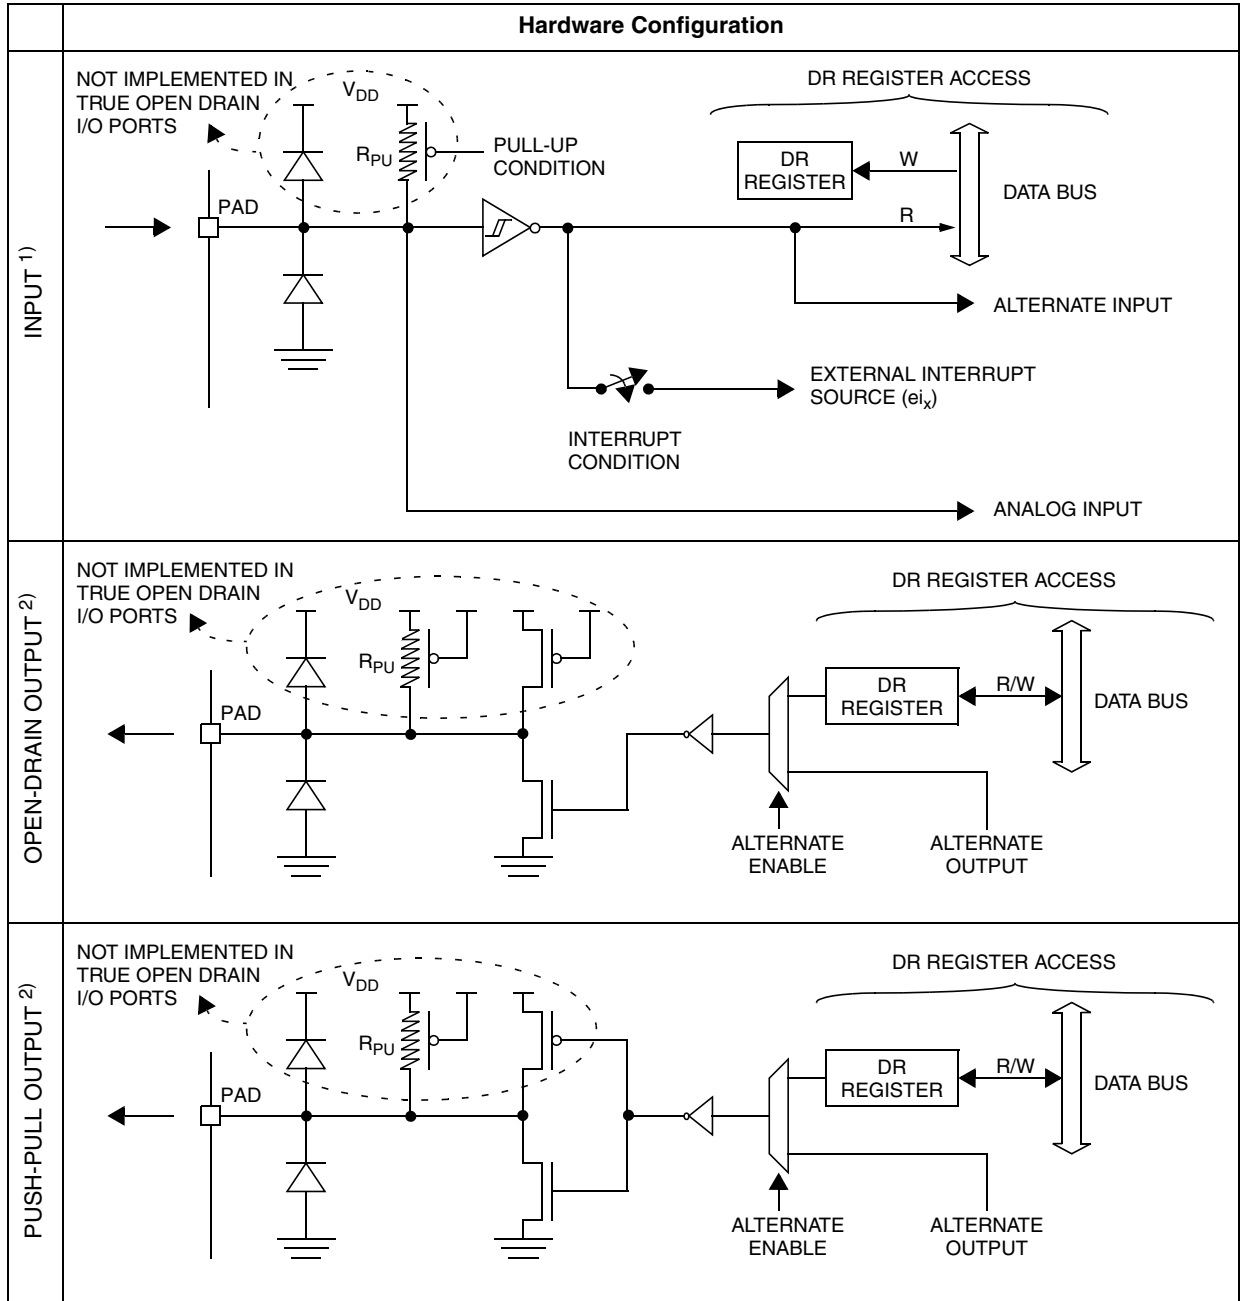 Hardware Configuration
INPUT 1)
NOT IMPLEMENTED IN
TRUE OPEN DRAIN
I/O PORTS
VDD
RPU
PULL-UP
CONDITION
PAD
DR REGISTER ACCESS
DR
REGISTER
W
R
DATA BUS
ALTERNATE INPUT
EXTERNAL INTERRUPT
SOURCE (eix)
INTERRUPT
CONDITION
ANALOG INPUT
OPEN-DRAIN OUTPUT 2)
NOT IMPLEMENTED IN
TRUE OPEN DRAIN
I/O PORTS
VDD
RPU
PAD
DR REGISTER ACCESS
DR
REGISTER
R/W
DATA BUS
ALTERNATE
ENABLE
ALTERNATE
OUTPUT
PUSH-PULL OUTPUT 2)
NOT IMPLEMENTED IN
TRUE OPEN DRAIN
I/O PORTS
VDD
RPU
PAD
DR REGISTER ACCESS
DR
REGISTER
R/W
DATA BUS
ALTERNATE
ENABLE
ALTERNATE
OUTPUT